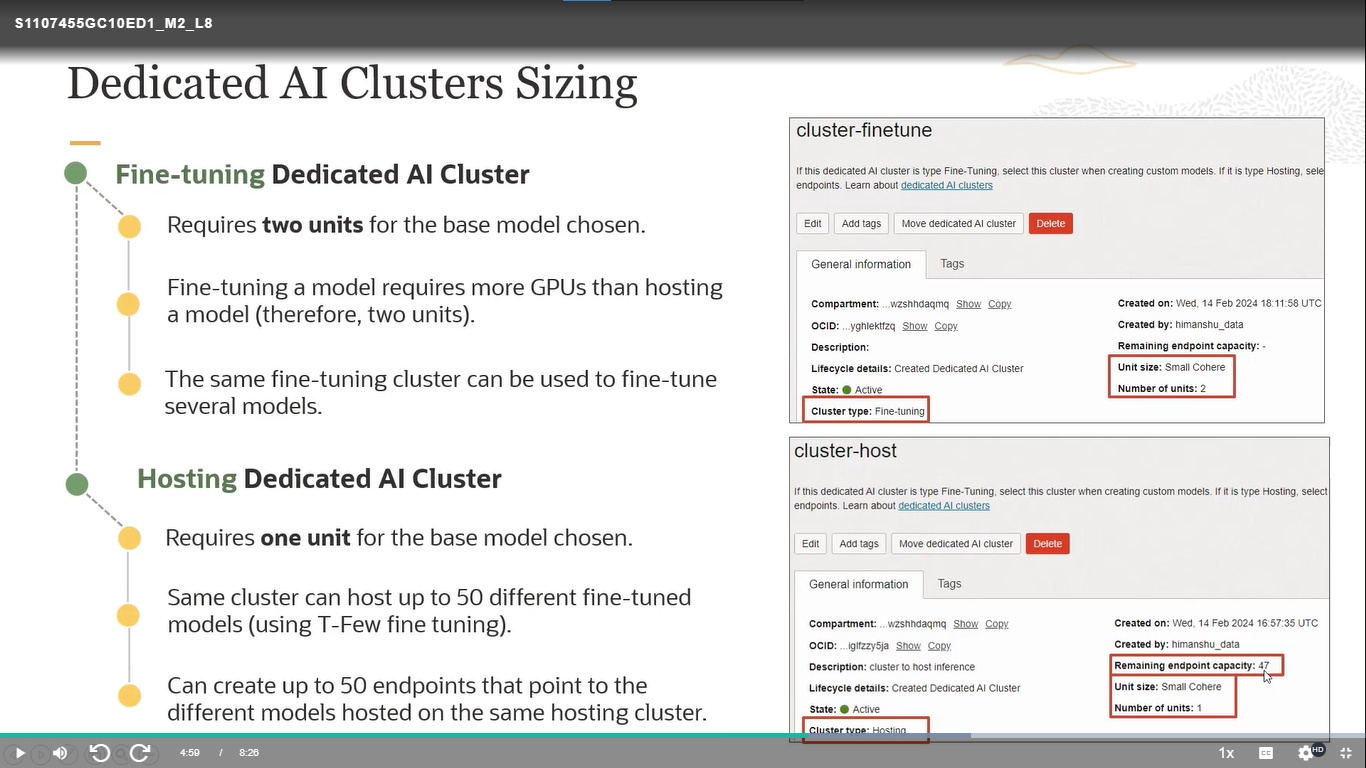 S1107455GC10ED1_M2_L8
Dedicated AI Clusters Sizing
Fine-tuning Dedicated AI Cluster
Requires two units for the base model chosen.
Fine-tuning a model requires more GPUs than hosting
a model (therefore, two units).
The same fine-tuning cluster can be used to fine-tune
several models.
Hosting Dedicated AI Cluster
Requires one unit for the base model chosen.
Same cluster can host up to 50 different fine-tuned
models (using T-Few fine tuning).
Can create up to 50 endpoints that point to the
different models hosted on the same hosting cluster.
cluster-finetune
If this dedicated AI cluster is type Fine-Tuning, select this cluster when creating custom models. If it is type Hosting, sele
endpoints. Learn about dedicated AI clusters
Edit Add tags Move dedicated AI cluster Delete
General information Tags
Compartment: ...wzshhdaqmq Show Copy
OCID: ...yghlektfzq Show Copy
Description:
Lifecycle details: Created Dedicated AI Cluster
State: Active
Cluster type: Fine-tuning
Created on: Wed, 14 Feb 2024 18:11:58 UTC
Created by: himanshu_data
Remaining endpoint capacity: -
Unit size: Small Cohere
Number of units: 2
cluster-host
If this dedicated AI cluster is type Fine-Tuning, select this cluster when creating custom models. If it is type Hosting, select
endpoints. Learn about dedicated AI clusters
Edit Add tags Move dedicated AI cluster Delete
General information Tags
Compartment: ...wzshhdaqmq Show Copy
OCID: ...iglfzzy5ja Show Copy
Description: cluster to host inference
Lifecycle details: Created Dedicated AI Cluster
State: Active
Cluster type: Hosting
Created on: Wed, 14 Feb 2024 16:57:35 UTC
Created by: himanshu_data
Remaining endpoint capacity: 47
Unit size: Small Cohere
Number of units: 1
4:59 / 8:26
1x
HD